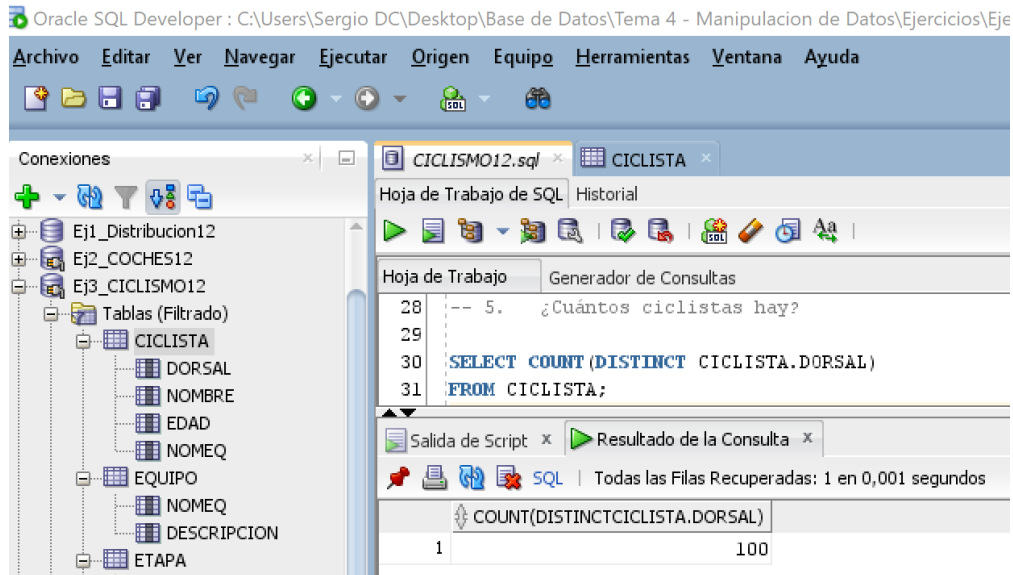 Oracle SQL Developer : C:\Users\Sergio DC\Desktop\Base de Datos\Tema 4 - Manipulacion de Datos\Ejercicios\Eje
Archivo Editar Ver Navegar Ejecutar Origen Equipo Herramientas Ventana Ayuda
SQL
Conexiones
Ej1_Distribucion12
Ej2_COCHES12
Ej3_CICLISMO12
Tablas (Filtrado)
CICLISTA
DORSAL
NOMBRE
EDAD
NOMEQ
EQUIPO
NOMEQ
DESCRIPCION
ETAPA
CICLISMO12.sql CICLISTA
Hoja de Trabajo de SQL Historial
Aa
Hoja de Trabajo Generador de Consultas
28 -- 5. ¿Cuántos ciclistas hay?
29
30 SELECT COUNT(DISTINCT CICLISTA.DORSAL)
31 FROM CICLISTA;
Salida de Script x Resultado de la Consulta x
SQL | Todas las Filas Recuperadas: 1 en 0,001 segundos
COUNT(DISTINCTCICLISTA.DORSAL)
1 100